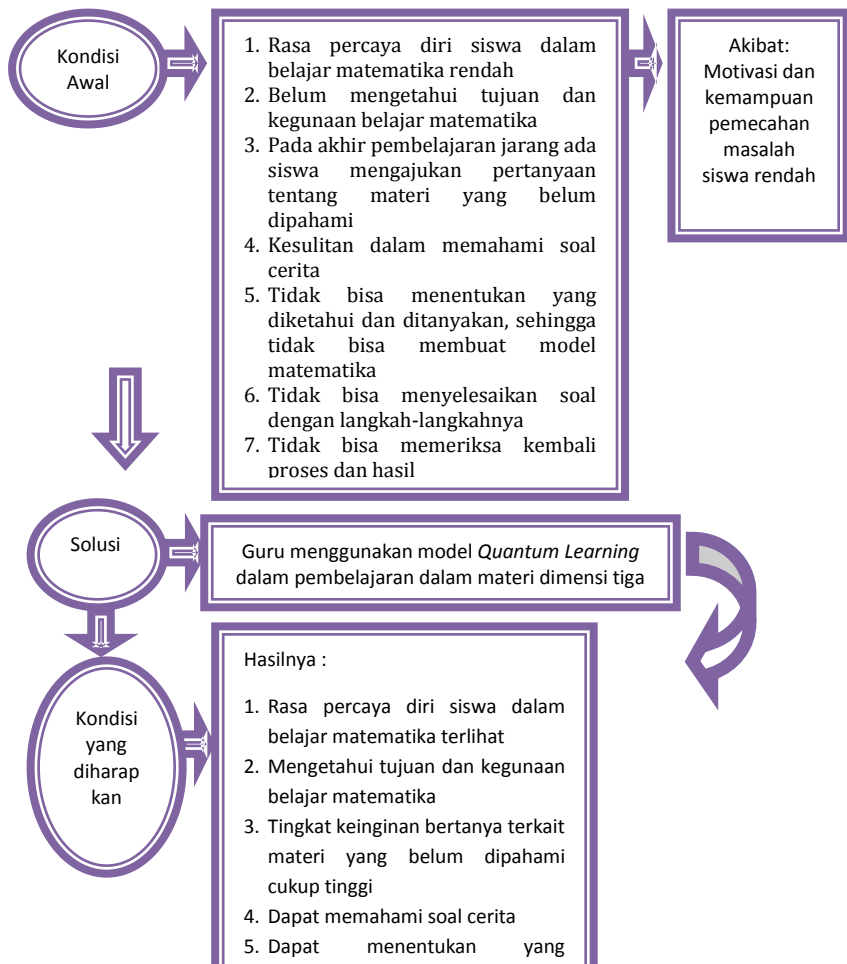 Kondisi
Awal
1. Rasa percaya diri siswa dalam
belajar matematika rendah
2. Belum mengetahui tujuan dan
kegunaan belajar matematika
3. Pada akhir pembelajaran jarang ada
siswa mengajukan pertanyaan
tentang materi yang belum
dipahami
4. Kesulitan dalam memahami soal
cerita
5. Tidak bisa menentukan yang
diketahui dan ditanyakan, sehingga
tidak bisa membuat model
matematika
6. Tidak bisa menyelesaikan soal
dengan langkah-langkahnya
7. Tidak bisa memeriksa kembali
proses dan hasil
Akibat:
Motivasi dan
kemampuan
pemecahan
masalah
siswa rendah
Solusi
Guru menggunakan model Quantum Learning
dalam pembelajaran dalam materi dimensi tiga
Kondisi
yang
diharap
kan
Hasilnya :
1. Rasa percaya diri siswa dalam
belajar matematika terlihat
2. Mengetahui tujuan dan kegunaan
belajar matematika
3. Tingkat keinginan bertanya terkait
materi yang belum dipahami
cukup tinggi
4. Dapat memahami soal cerita
5. Dapat menentukan yang